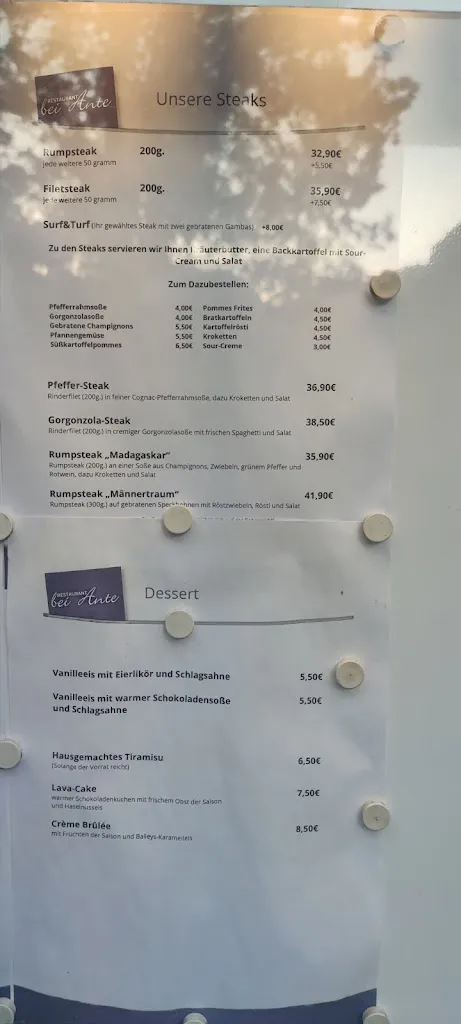 RESTAURANT
bei Ante
Unsere Steaks
Rumpsteak 200g. 32,90€
jede weitere 50 gramm +5,50€
Filetsteak 200g. 35,90€
jede weitere 50 gramm +7,50€
Surf&Turf (Ihr gewähltes Steak mit zwei gebratenen Gambas) +8,00€
Zu den Steaks servieren wir Ihnen Kräuterbutter, eine Backkartoffel mit Sour-
Cream und Salat
Zum Dazubestellen:
Pfefferrahmsoße 4,00€ Pommes Frites 4,00€
Gorgonzolasoße 4,00€ Bratkartoffeln 4,50€
Gebratene Champignons 5,50€ Kartoffelrösti 4,50€
Pfannengemüse 5,50€ Kroketten 4,50€
Süßkartoffelpommes 6,50€ Sour-Creme 3,00€
Pfeffer-Steak 36,90€
Rinderfilet (200g.) in feiner Cognac-Pfefferrahmsoße, dazu Kroketten und Salat
Gorgonzola-Steak 38,50€
Rinderfilet (200g.) in cremiger Gorgonzolasoße mit frischen Spaghetti und Salat
Rumpsteak „Madagaskar" 35,90€
Rumpsteak (200g.) an einer Soße aus Champignons, Zwiebeln, grünem Pfeffer und
Rotwein, dazu Kroketten und Salat
Rumpsteak „Männertraum" 41,90€
Rumpsteak (300g.) auf gebratenen Speckbohnen mit Röstzwiebeln, Rösti und Salat
RESTAURANT
bei Ante
Dessert
Vanilleeis mit Eierlikör und Schlagsahne 5,50€
Vanilleeis mit warmer Schokoladensoße 5,50€
und Schlagsahne
Hausgemachtes Tiramisu 6,50€
(Solange der Vorrat reicht)
Lava-Cake 7,50€
warmer Schokoladenkuchen mit frischem Obst der Saison
und Haselnusseis
Crème Brûlée 8,50€
mit Früchten der Saison und Baileys-Karameleis